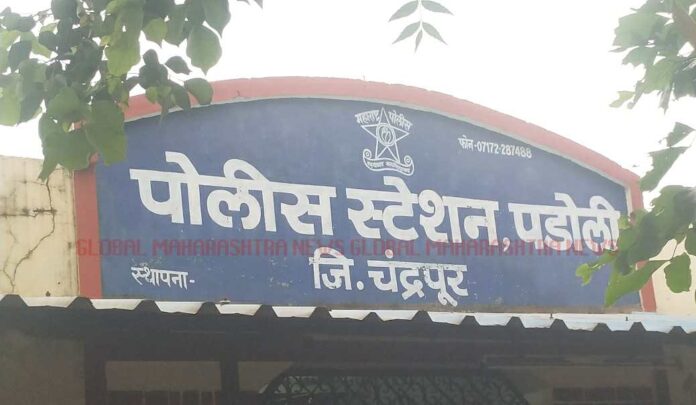 महाराष्ट्र पोलीस
फोन-07172-287488
पोलीस स्टेशन, पडोली
GLOBAL MAHARASHTRA NEWS GLOBAL MAHARASHTRA NEWS
जि. चंद्रपूर
स्थापना-